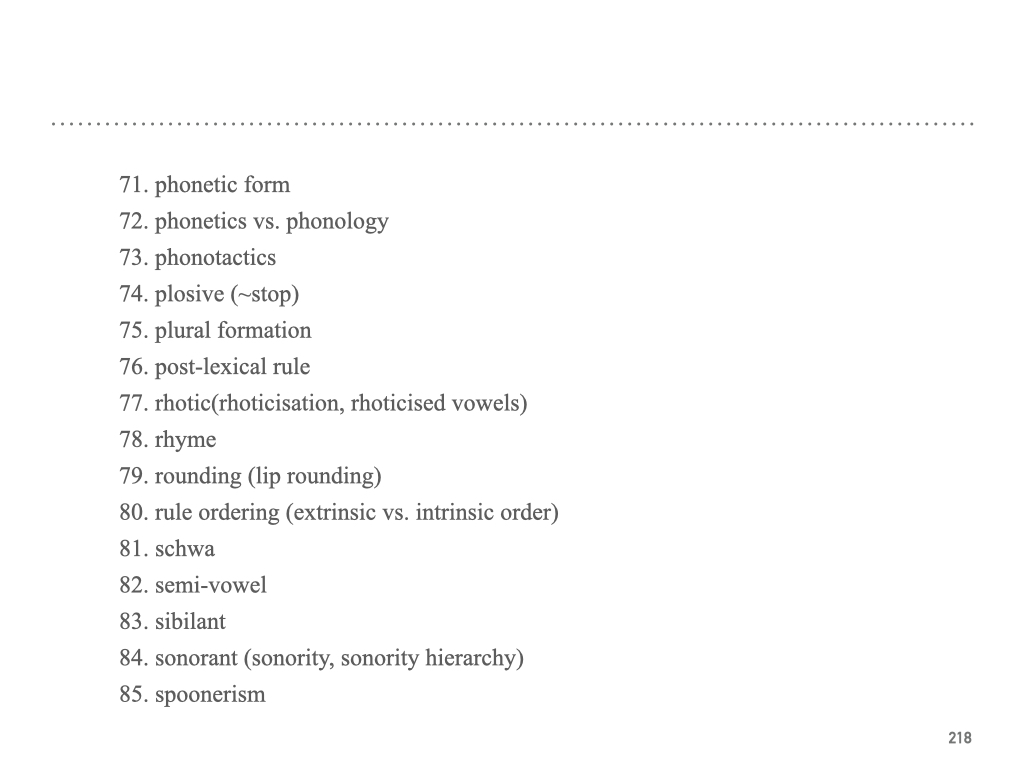 71. phonetic form
72. phonetics vs. phonology
73. phonotactics
74. plosive (~stop)
75. plural formation
76. post-lexical rule
77. rhotic(rhoticisation, rhoticised vowels)
78. rhyme
79. rounding (lip rounding)
80. rule ordering (extrinsic vs. intrinsic order)
81. schwa
82. semi-vowel
83. sibilant
84. sonorant (sonority, sonority hierarchy)
85. spoonerism
218